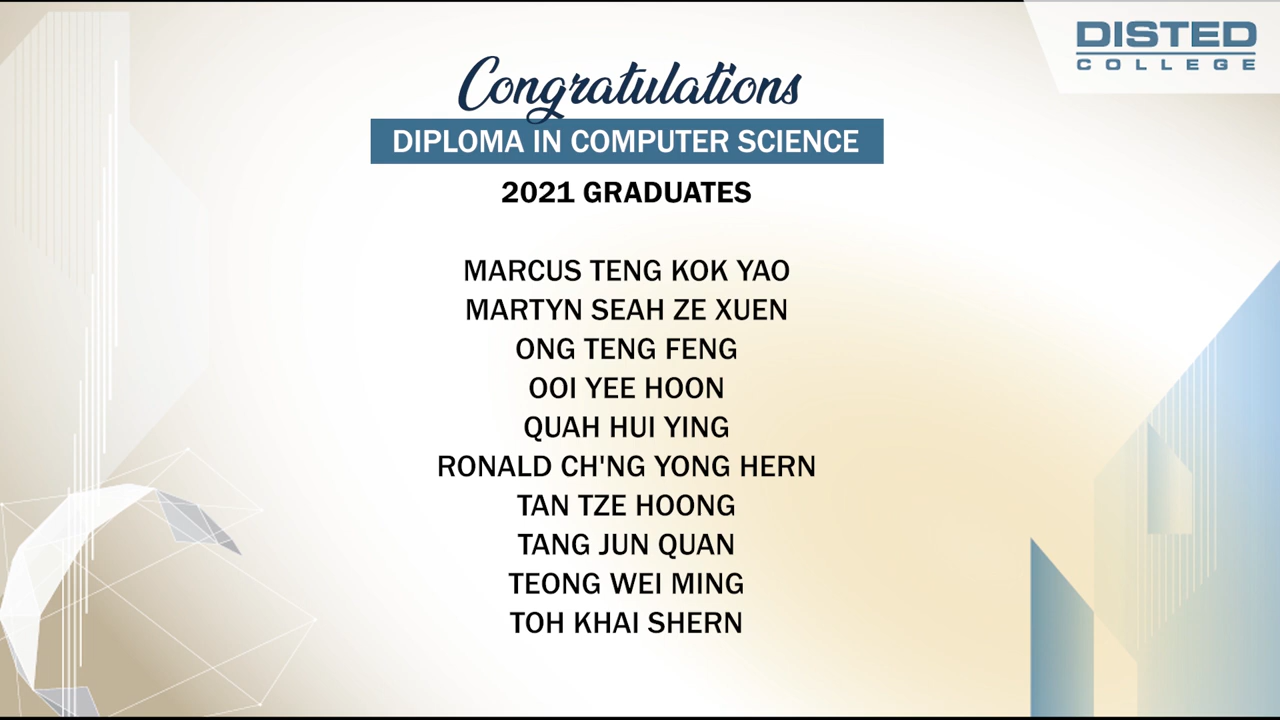 DISTED
COLLEGE
Congratulations
DIPLOMA IN COMPUTER SCIENCE
2021 GRADUATES
MARCUS TENG KOK YAO
MARTYN SEAH ZE XUEN
ONG TENG FENG
OOI YEE HOON
QUAH HUI YING
RONALD CH'NG YONG HERN
TAN TZE HOONG
TANG JUN QUAN
TEONG WEI MING
TOH KHAI SHERN